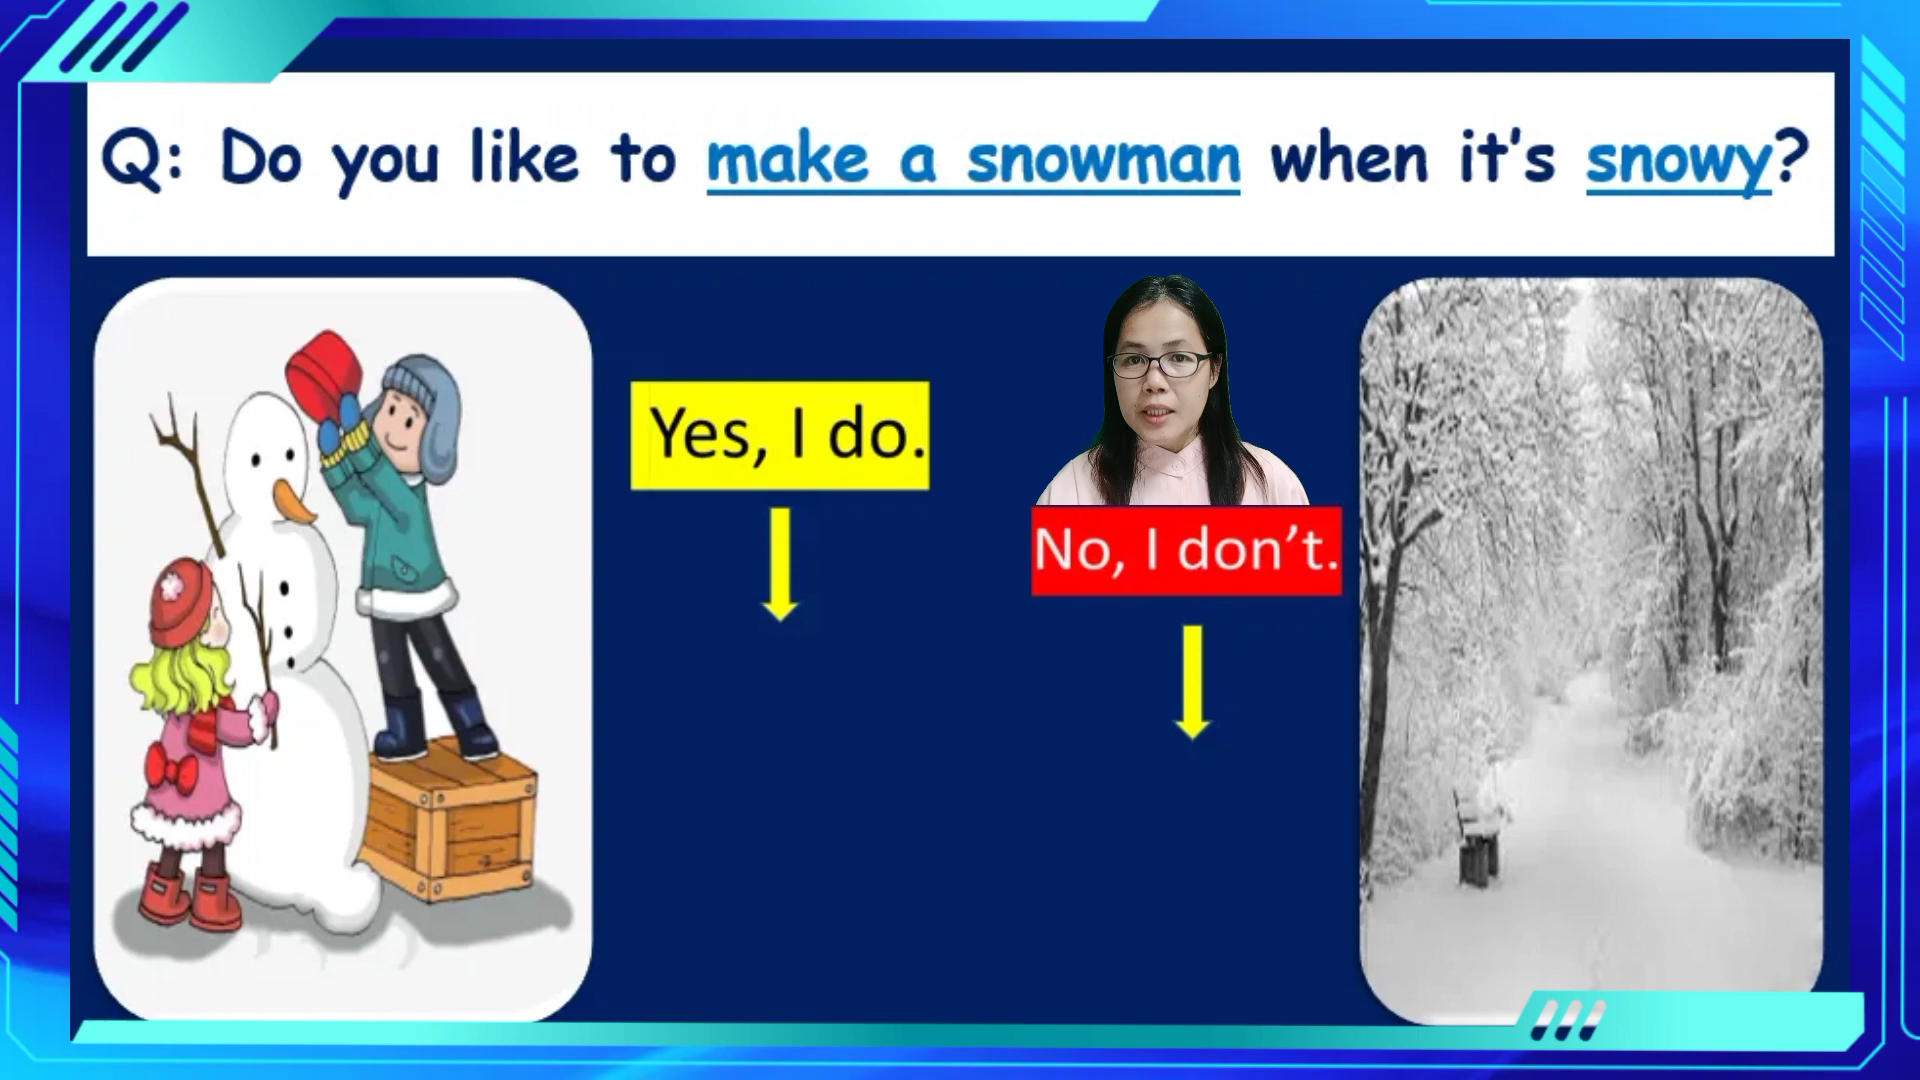 Q: Do you like to make a snowman when it's snowy?
Yes, I do.
No, I don't.